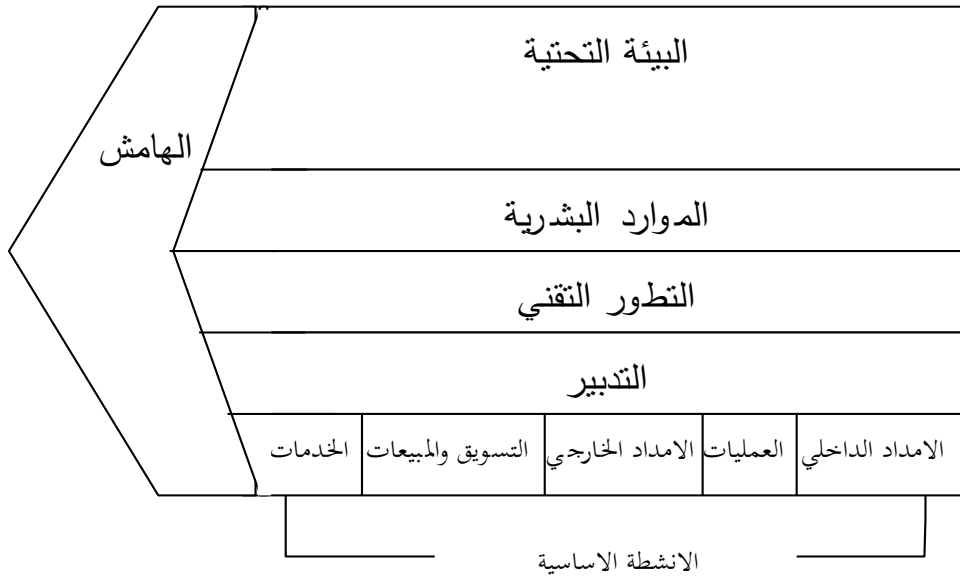 البيئة التحتية
الهامش
الموارد البشرية
التطور التقني
التدبير
الامداد الداخلي
العمليات
الامداد الخارجي
التسويق والمبيعات
الخدمات
الانشطة الاساسية